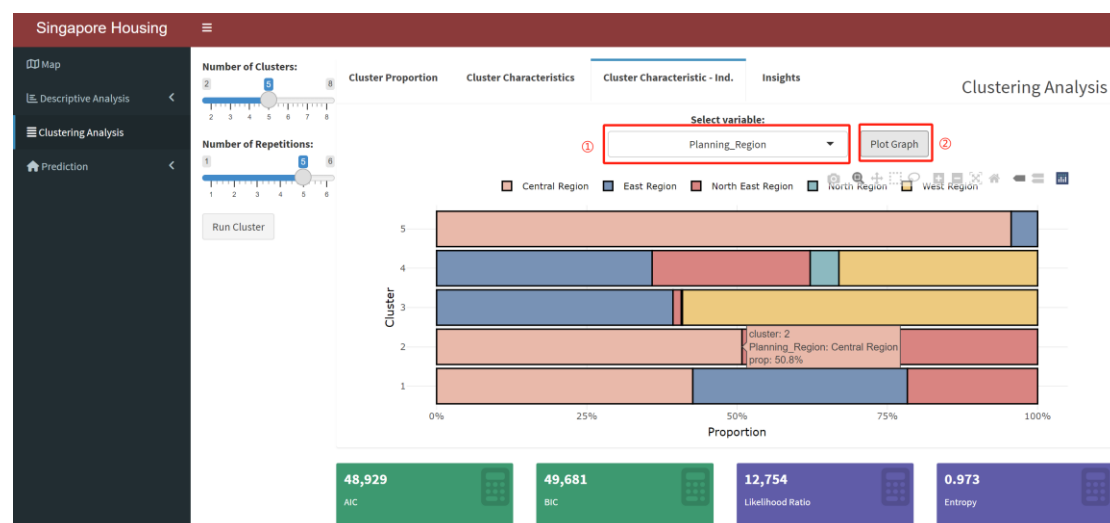 Singapore Housing
Map
Descriptive Analysis
Clustering Analysis
Prediction
Number of Clusters:
2 5 8
2 3 4 5 6 7 8
Number of Repetitions:
1 5 6
1 2 3 4 5 6
Run Cluster
Cluster Proportion Cluster Characteristics Cluster Characteristic - Ind. Insights
Clustering Analysis
Select variable:
① Planning_Region Plot Graph ②
Central Region East Region North East Region North Region West Region
Cluster
5
4
3
2
1
cluster: 2
Planning_Region: Central Region
prop: 50.8%
0% 25% 50% 75% 100%
Proportion
48,929 49,681 12,754 0.973
AIC BIC Likelihood Ratio Entropy